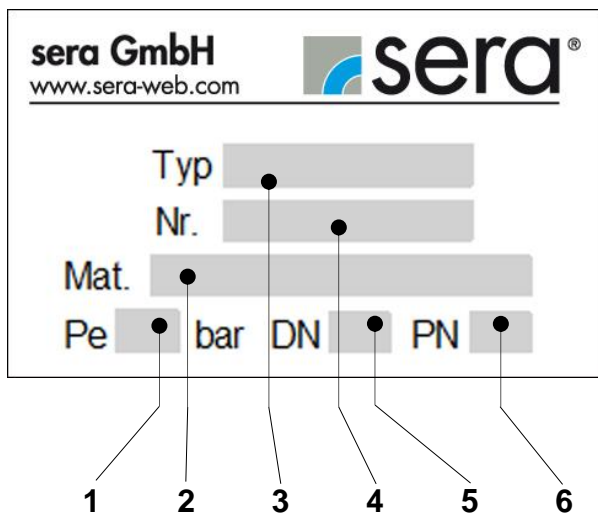 sera GmbH
www.sera-web.com
sera®
Typ
Nr.
Mat.
Pe bar DN PN
1 2 3 4 5 6